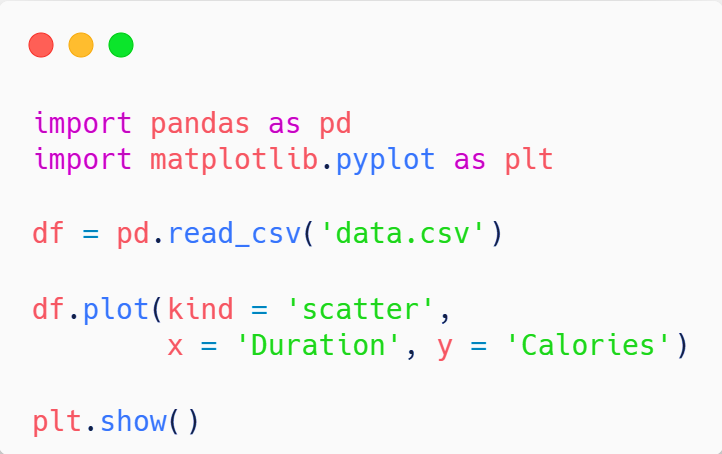 import pandas as pd
import matplotlib.pyplot as plt
df = pd.read_csv('data.csv')
df.plot(kind = 'scatter',
x = 'Duration', y = 'Calories')
plt.show()